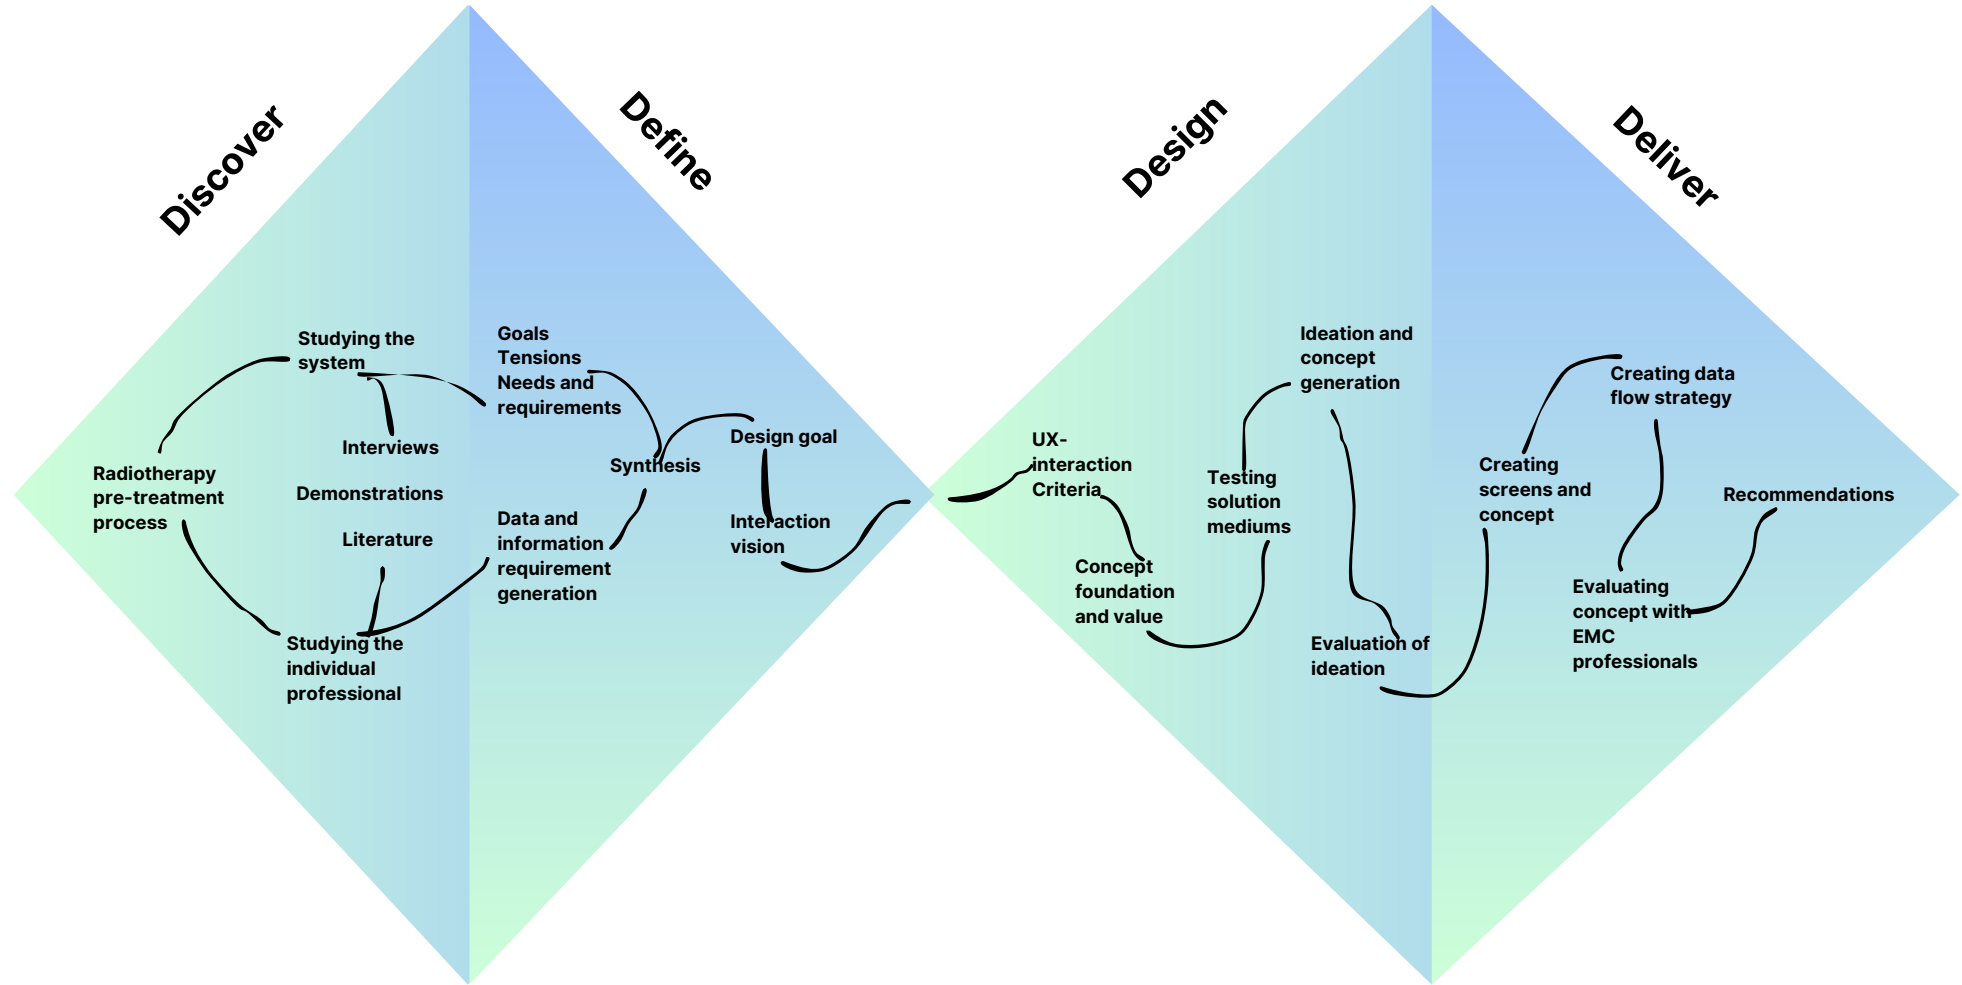 Discover
Define
Design
Deliver
Studying the
system
Interviews
Radiotherapy
pre-treatment
process
Demonstrations
Literature
Studying the
individual
professional
Goals
Tensions
Needs and
requirements
Synthesis
Data and
information
requirement
generation
Design goal
Interaction
vision
UX-
interaction
Criteria
Concept
foundation
and value
Testing
solution
mediums
Ideation and
concept
generation
Evaluation of
ideation
Creating
screens and
concept
Creating data
flow strategy
Evaluating
concept with
EMC
professionals
Recommendations